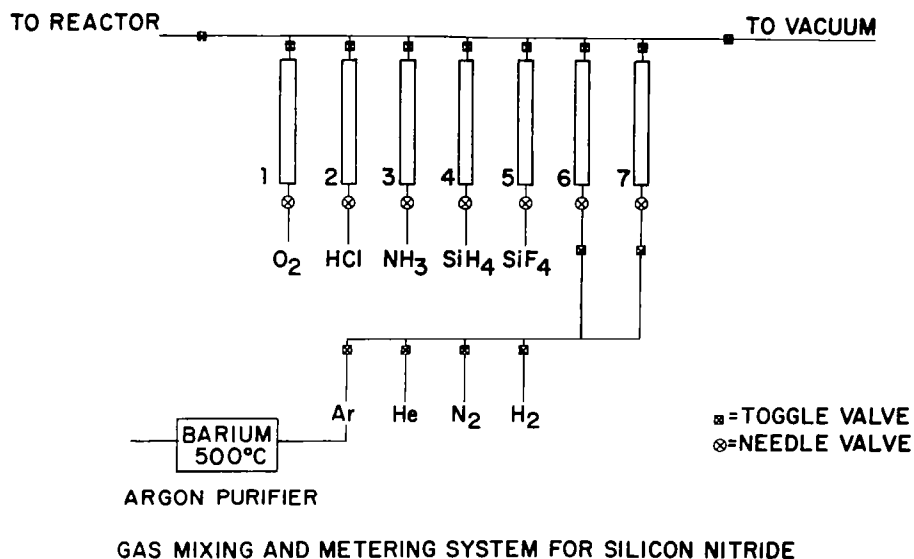 TO REACTOR
TO VACUUM
1 2 3 4 5 6 7
O2 HCl NH3 SiH4 SiF4
Ar He N2 H2
BARIUM
500°C
=TOGGLE VALVE
=NEEDLE VALVE
ARGON PURIFIER
GAS MIXING AND METERING SYSTEM FOR SILICON NITRIDE